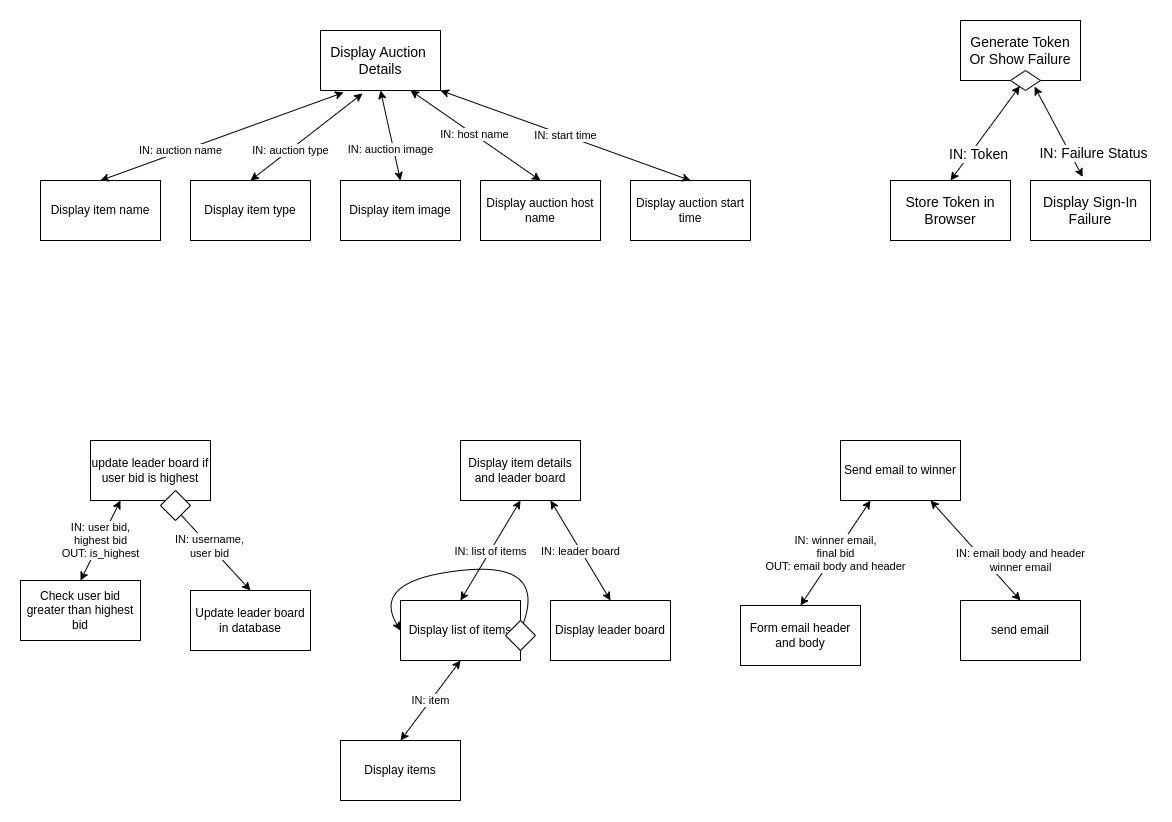 Display Auction
Details
IN: auction name
IN: auction type
IN: auction image
IN: host name
IN: start time
Display item name
Display item type
Display item image
Display auction host
name
Display auction start
time
Generate Token
Or Show Failure
IN: Token
IN: Failure Status
Store Token in
Browser
Display Sign-In
Failure
update leader board if
user bid is highest
IN: user bid,
highest bid
OUT: is_highest
IN: username,
user bid
Check user bid
greater than highest
bid
Update leader board
in database
Display item details
and leader board
IN: list of items
IN: leader board
Display list of items
Display leader board
IN: item
Display items
Send email to winner
IN: winner email,
final bid
OUT: email body and header
IN: email body and header
winner email
Form email header
and body
send email